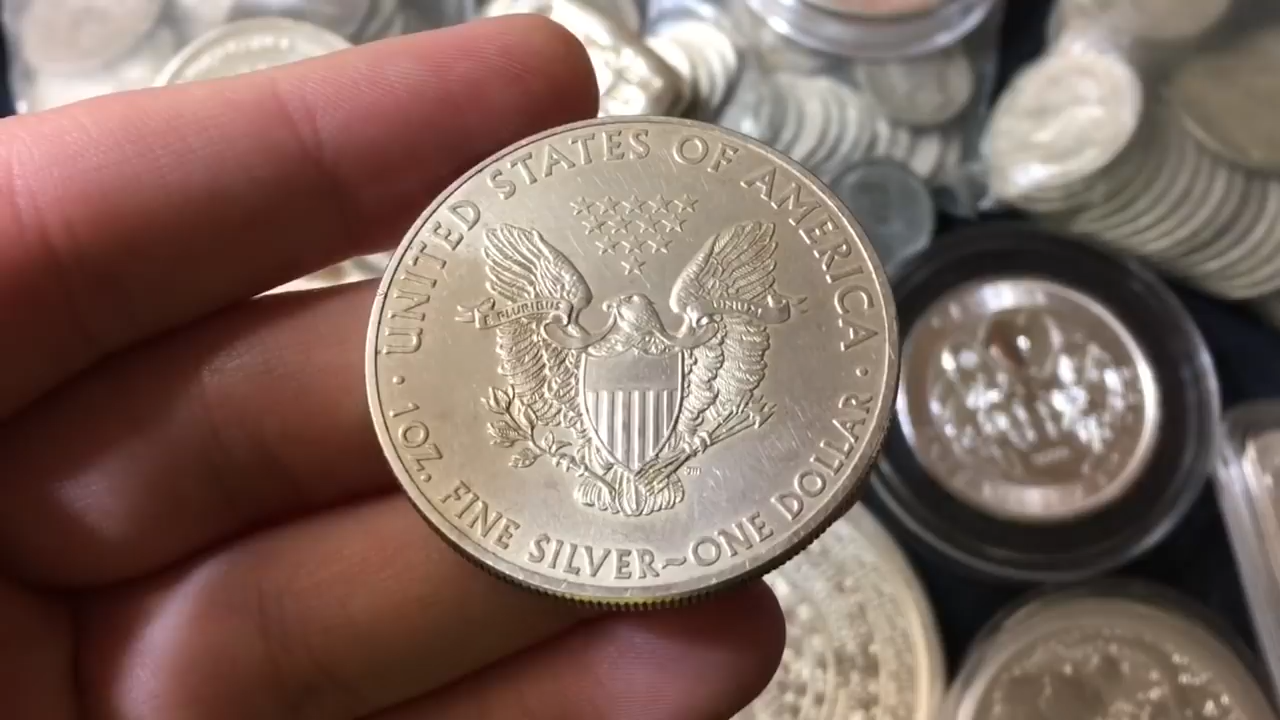 UNITED STATES OF AMERICA
E PLURIBUS UNUM
· 1 OZ. FINE SILVER~ONE DOLLAR ·